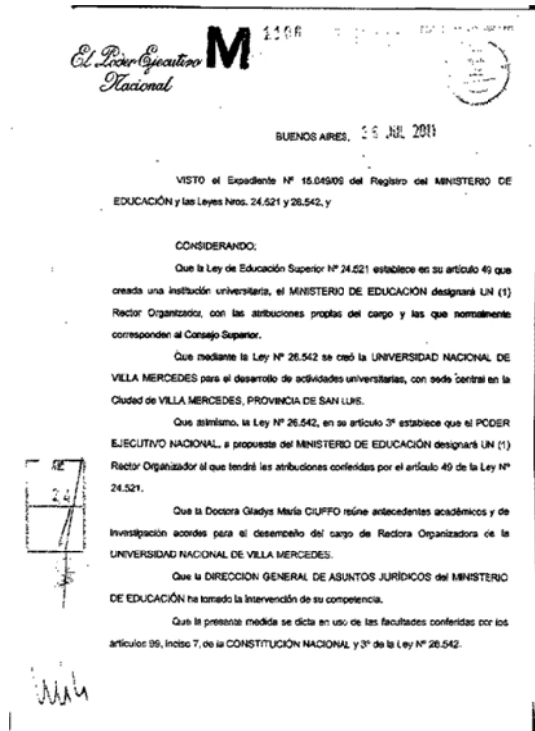 El Poder Ejecutivo
Nacional
M
1106
BUENOS AIRES, 26 JUL 2011
VISTO el Expediente Nº 15.049/09 del Registro del MINISTERIO DE
EDUCACIÓN y las Leyes Nros. 24.521 y 26.542, y
CONSIDERANDO:
Que la Ley de Educación Superior Nº 24.521 establece en su artículo 49 que
creada una institución universitaria, el MINISTERIO DE EDUCACIÓN designará UN (1)
Rector Organizador, con las atribuciones propias del cargo y las que normalmente
corresponden al Consejo Superior.
Que mediante la Ley Nº 26.542 se creó la UNIVERSIDAD NACIONAL DE
VILLA MERCEDES para el desarrollo de actividades universitarias, con sede central en la
Ciudad de VILLA MERCEDES, PROVINCIA DE SAN LUIS.
Que asimismo, la Ley Nº 26.542, en su artículo 3º establece que el PODER
EJECUTIVO NACIONAL, a propuesta del MINISTERIO DE EDUCACIÓN designará UN (1)
Rector Organizador el que tendrá las atribuciones conferidas por el artículo 49 de la Ley Nº
24.521.
Que la Doctora Gladys María CIUFFO reúne antecedentes académicos y de
investigación acordes para el desempeño del cargo de Rectora Organizadora de la
UNIVERSIDAD NACIONAL DE VILLA MERCEDES.
Que la DIRECCION GENERAL DE ASUNTOS JURÍDICOS del MINISTERIO
DE EDUCACIÓN ha tomado la intervención de su competencia.
Que la presente medida se dicta en uso de las facultades conferidas por los
artículos 99, inciso 7, de la CONSTITUCIÓN NACIONAL y 3º de la Ley Nº 26.542.
ME
24